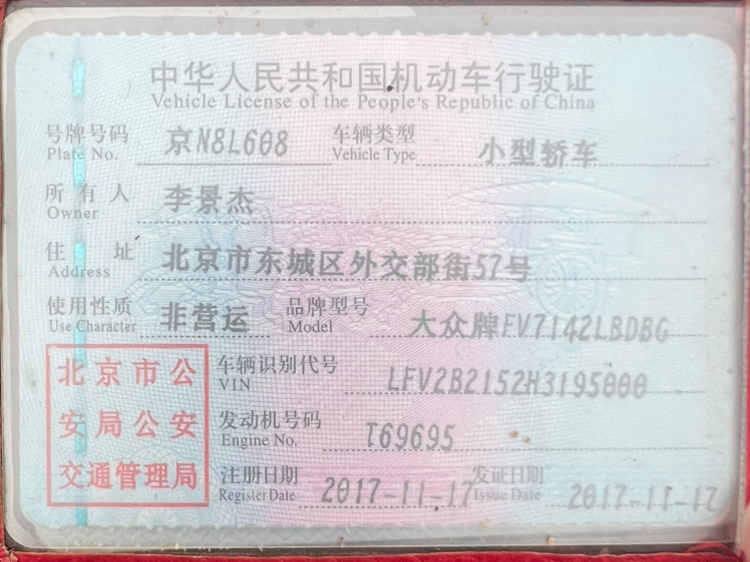 中华人民共和国机动车行驶证
Vehicle License of the People's Republic of China
号牌号码 京N8L608 车辆类型 小型轿车
Plate No. Vehicle Type
所有人 李景杰
Owner
住址 北京市东城区外交部街57号
Address
使用性质 非营运 品牌型号 大众牌FV7142LBDBG
Use Character Model
北京市公
安局公安
交通管理局
车辆识别代号 LFV2B2152H3195000
VIN
发动机号码 T69695
Engine No.
注册日期 2017-11-17 发证日期 2017-11-17
Register Date Issue Date